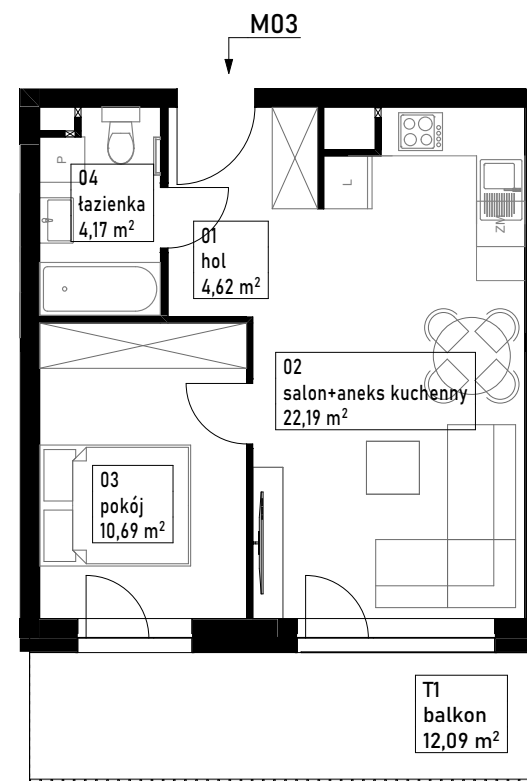 M03
P
04
łazienka
4,17 m²
01
hol
4,62 m²
L
ZM
02
salon+aneks kuchenny
22,19 m²
03
pokój
10,69 m²
T1
balkon
12,09 m²